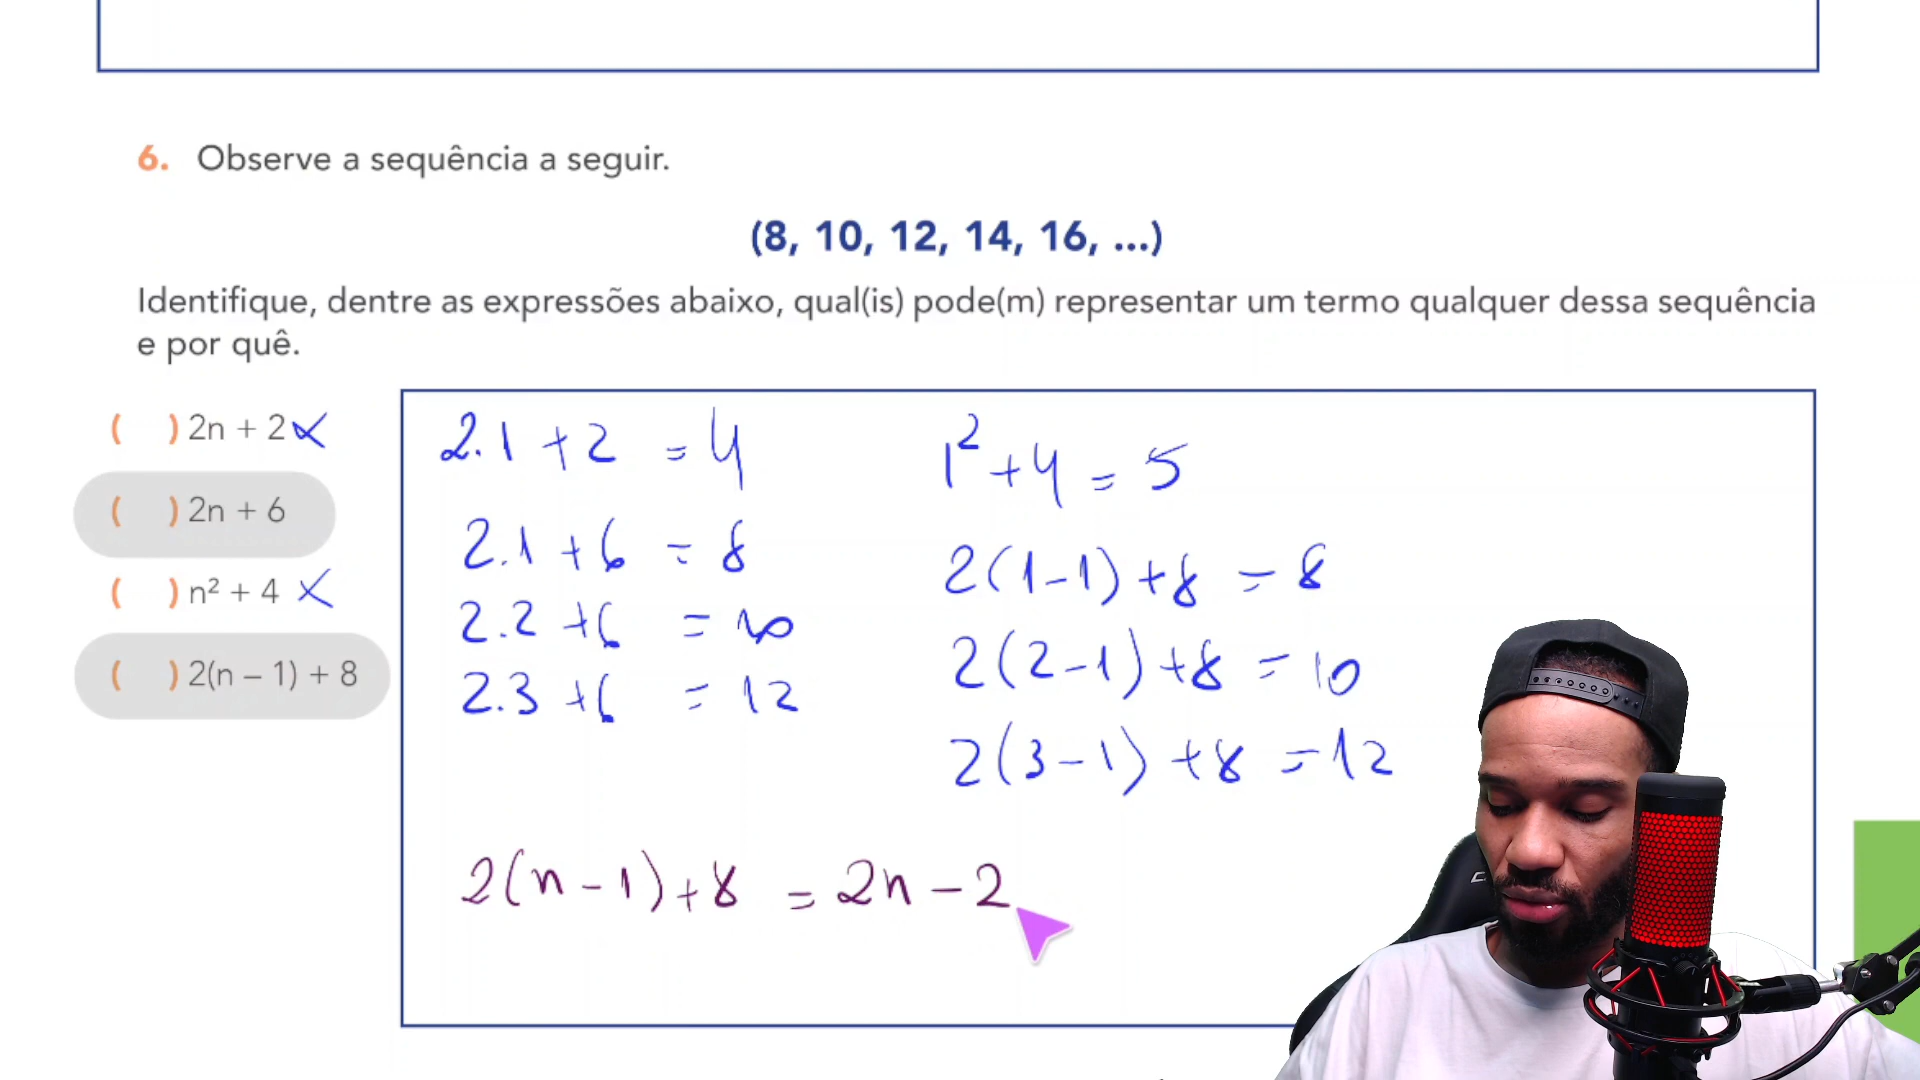 6. Observe a sequência a seguir.
(8, 10, 12, 14, 16, ...)
Identifique, dentre as expressões abaixo, qual(is) pode(m) representar um termo qualquer dessa sequência
e por quê.
( ) 2n + 2 X
( ) 2n + 6
( ) n² + 4 X
( ) 2(n – 1) + 8
2.1 + 2 = 4
2.1 + 6 = 8
2.2 + 6 = 10
2.3 + 6 = 12
1² + 4 = 5
2(1-1) + 8 = 8
2(2-1) + 8 = 10
2(3-1) + 8 = 12
2(n-1) + 8 = 2n - 2